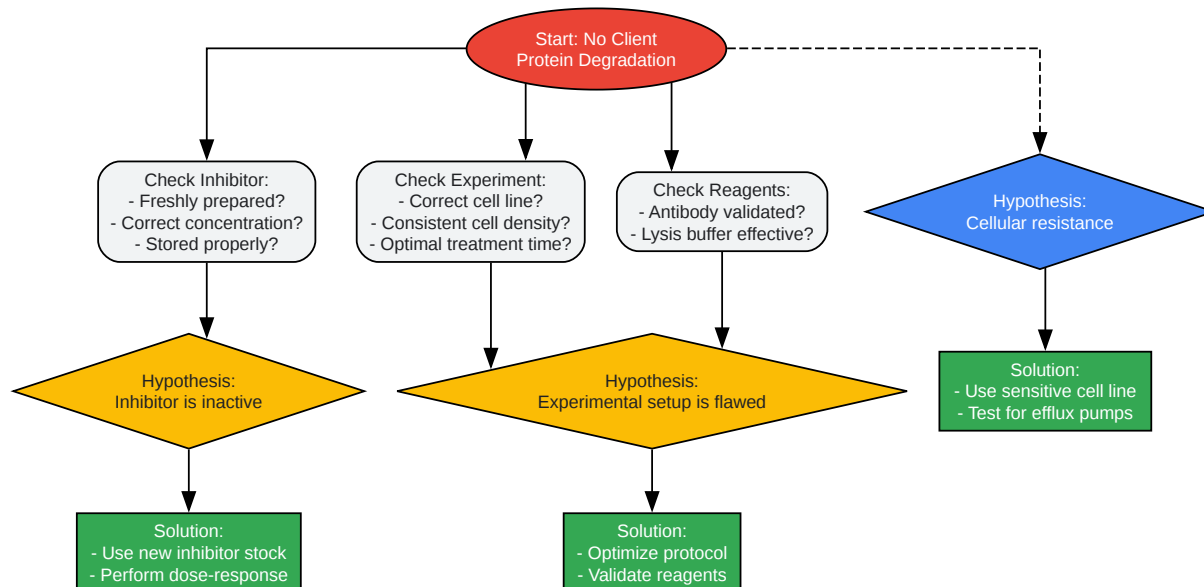 Start: No Client
Protein Degradation
Check Inhibitor:
- Freshly prepared?
- Correct concentration?
- Stored properly?
Check Experiment:
- Correct cell line?
- Consistent cell density?
- Optimal treatment time?
Check Reagents:
- Antibody validated?
- Lysis buffer effective?
Hypothesis:
Cellular resistance
Hypothesis:
Inhibitor is inactive
Hypothesis:
Experimental setup is flawed
Solution:
- Use sensitive cell line
- Test for efflux pumps
Solution:
- Use new inhibitor stock
- Perform dose-response
Solution:
- Optimize protocol
- Validate reagents